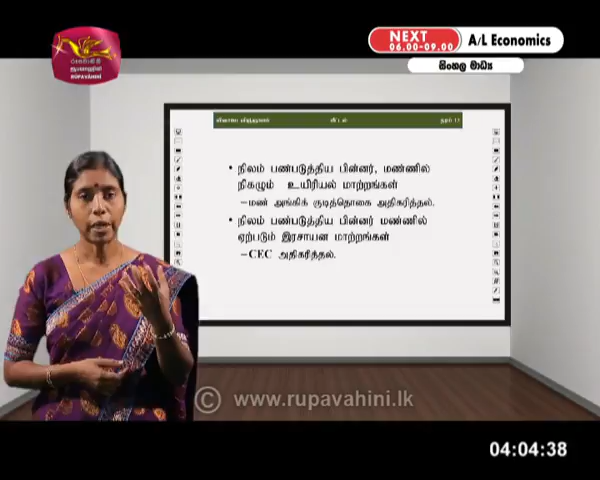 NEXT
06.00-09.00
A/L Economics
සිංහල මාධ්‍ය
RUPAVAHINI
நிலம் பண்படுத்திய பின்னர், மண்ணில்
நிகழும் உயிரியல் மாற்றங்கள்
–மண் அங்கிக் குடித்தொகை அதிகரித்தல்.
நிலம் பண்படுத்திய பின்னர் மண்ணில்
ஏற்படும் இரசாயன மாற்றங்கள்
–CEC அதிகரித்தல்.
© www.rupavahini.lk
04:04:38